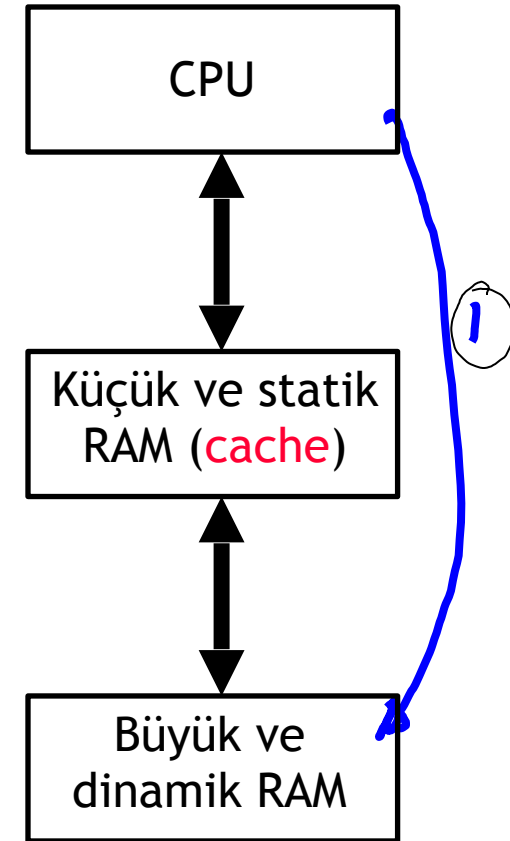 CPU
1
Küçük ve statik
RAM (cache)
Büyük ve
dinamik RAM